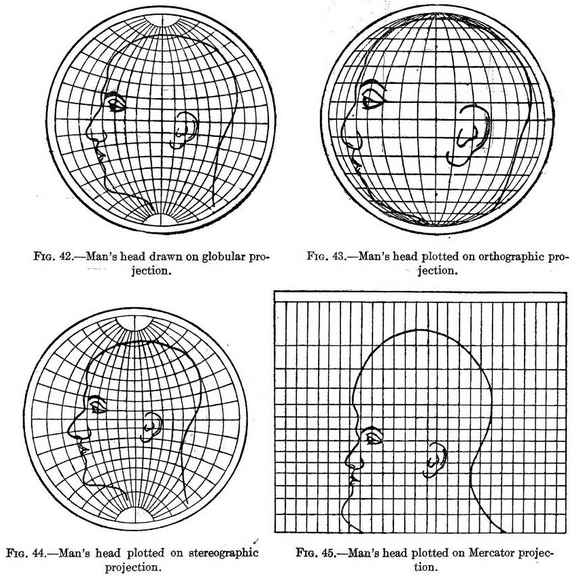 FIG. 42.—Man's head drawn on globular pro-
jection.
FIG. 43.—Man's head plotted on orthographic pro-
jection.
FIG. 44.—Man's head plotted on stereographic
projection.
FIG. 45.—Man's head plotted on Mercator projec-
tion.